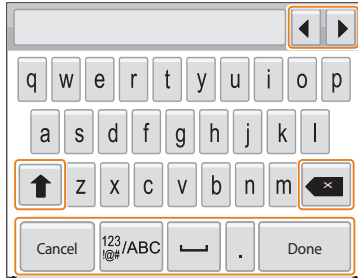 q w e r t y u i o p
a s d f g h j k l
z x c v b n m ×
Cancel 123 !@# /ABC . Done